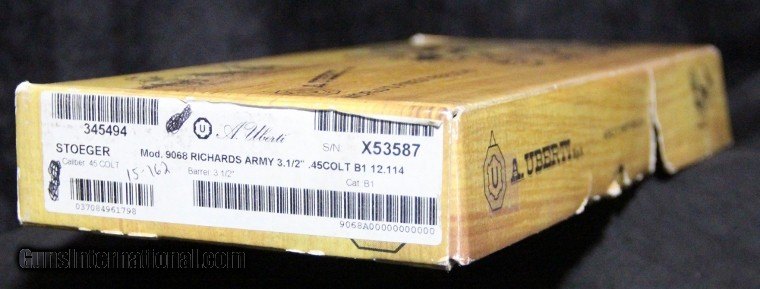 345494
U
A. Uberti
S/N:
X53587
STOEGER
Mod. 9068 RICHARDS ARMY 3.1/2" .45COLT B1 12.114
Caliber .45 COLT
15-162
Barrel 3 1/2"
Cat. B1
037084961798
9068A00000000000
U
A. UBERTI
GunsInternational.com